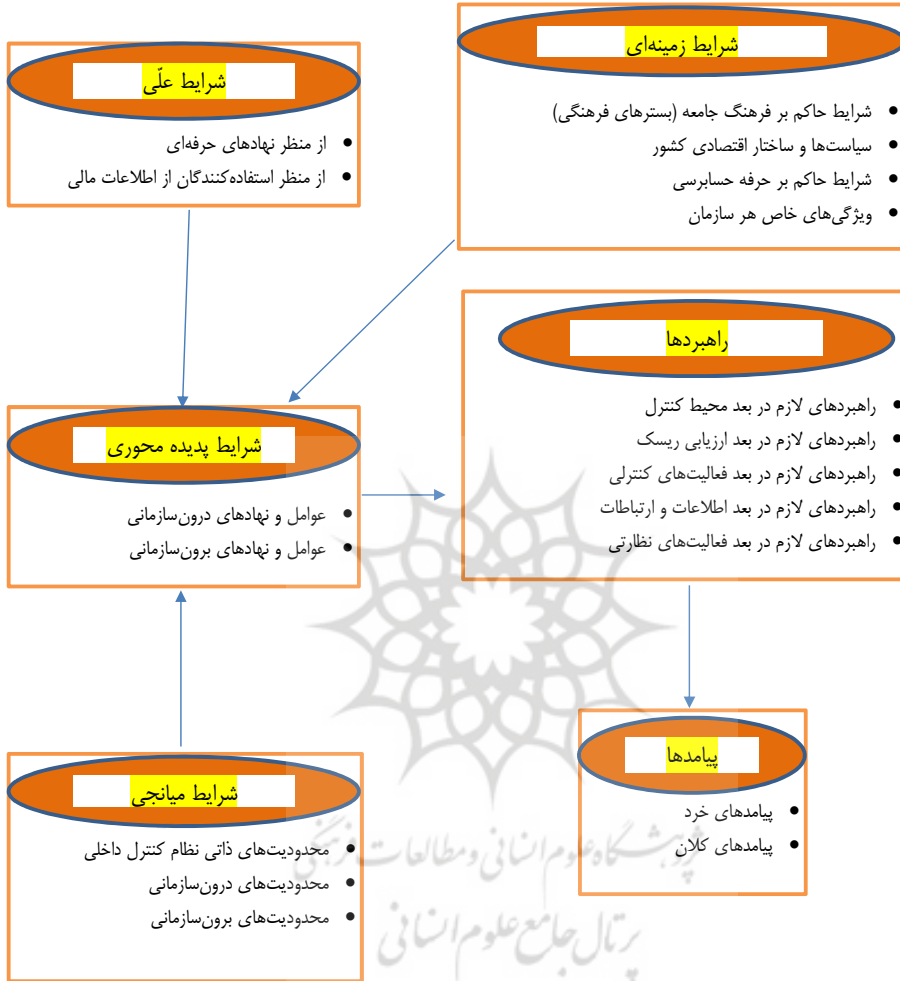 شرایط زمینه‌ای
شرایط حاکم بر فرهنگ جامعه (بسترهای فرهنگی)
سیاست‌ها و ساختار اقتصادی کشور
شرایط حاکم بر حرفه حسابرسی
ویژگی‌های خاص هر سازمان
شرایط علّی
از منظر نهادهای حرفه‌ای
از منظر استفاده‌کنندگان از اطلاعات مالی
راهبردها
راهبردهای لازم در بعد محیط کنترل
راهبردهای لازم در بعد ارزیابی ریسک
راهبردهای لازم در بعد فعالیت‌های کنترلی
راهبردهای لازم در بعد اطلاعات و ارتباطات
راهبردهای لازم در بعد فعالیت‌های نظارتی
شرایط پدیده محوری
عوامل و نهادهای درون‌سازمانی
عوامل و نهادهای برون‌سازمانی
پیامدها
پیامدهای خرد
پیامدهای کلان
شرایط میانجی
محدودیت‌های ذاتی نظام کنترل داخلی
محدودیت‌های درون‌سازمانی
محدودیت‌های برون‌سازمانی
پژوهشگاه علوم انسانی و مطالعات فرهنگی
پرتال جامع علوم انسانی